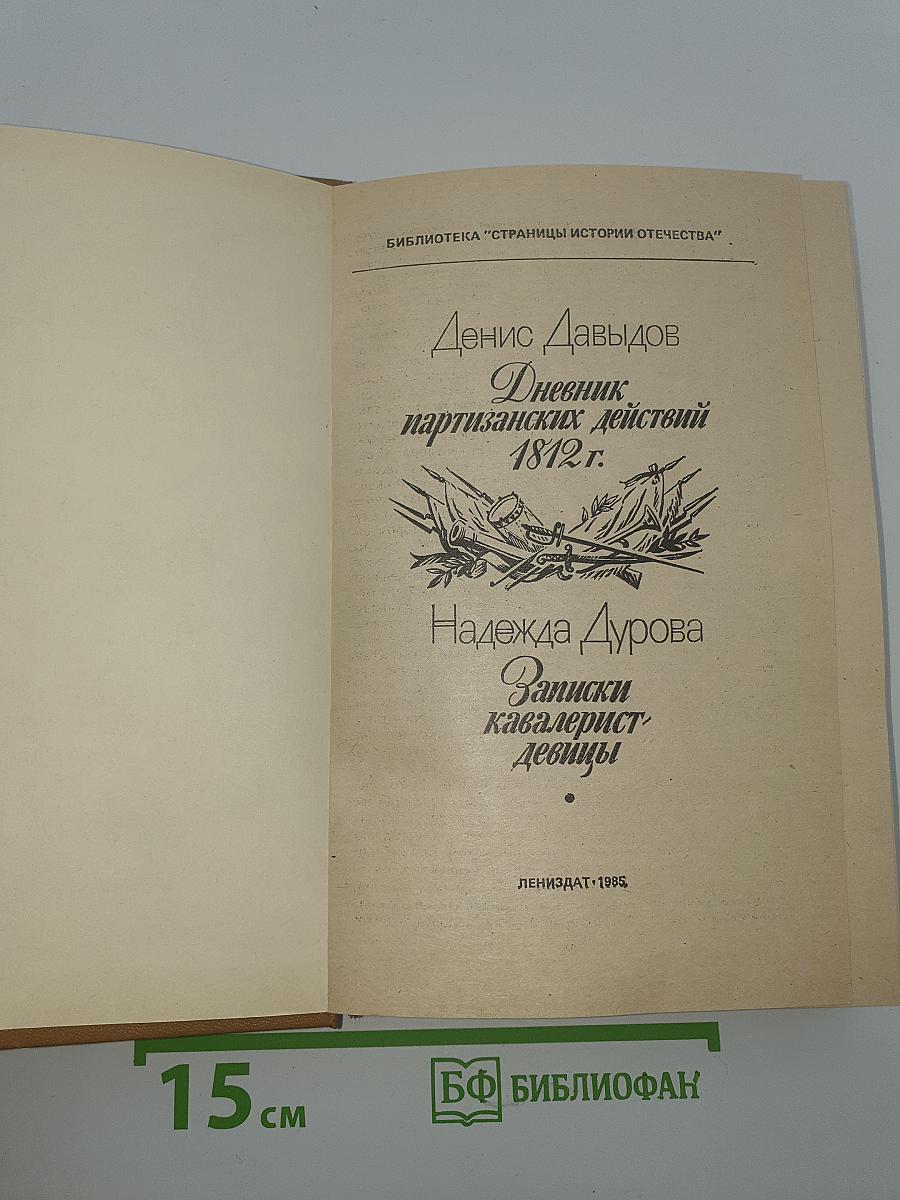 БИБЛИОТЕКА "СТРАНИЦЫ ИСТОРИИ ОТЕЧЕСТВА"
Денис Давыдов
Дневник
партизанских действий
1812 г.
Надежда Дурова
Записки
кавалерист-
девицы
ЛЕНИЗДАТ·1985
15 см
БФ БИБЛИОФАН